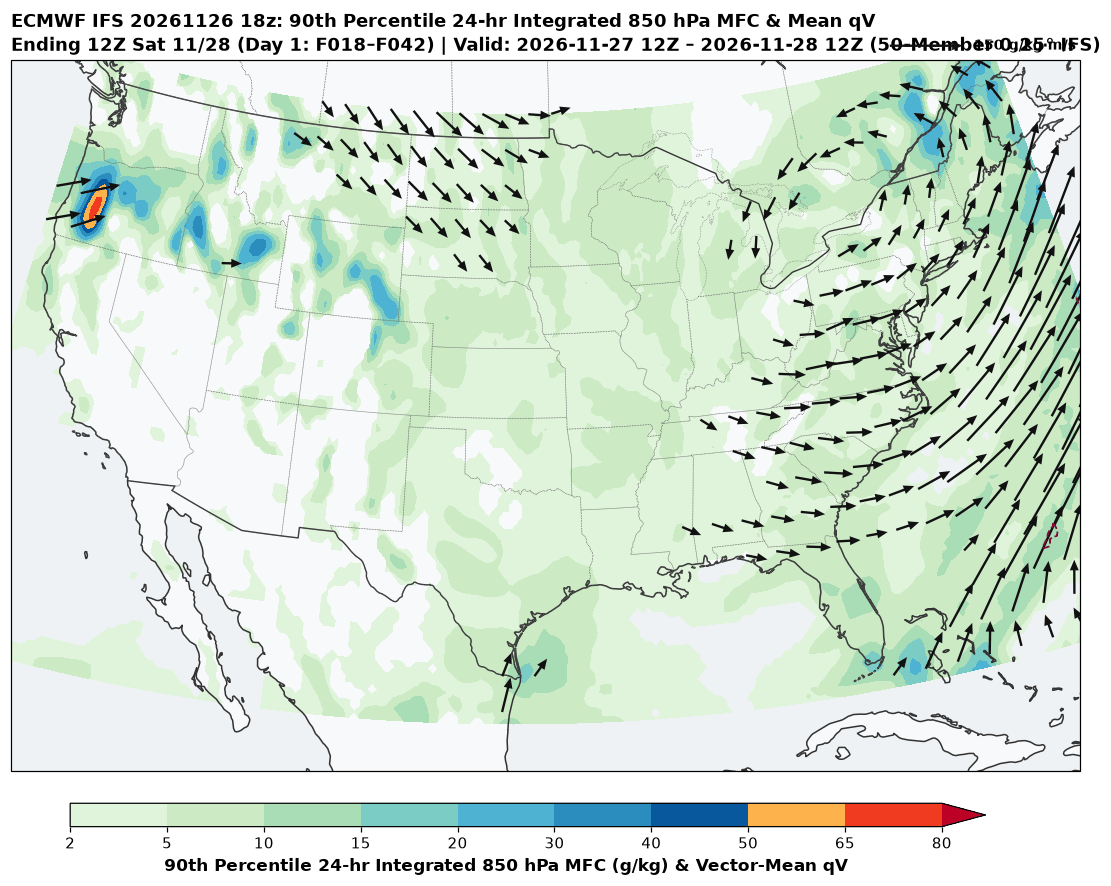 ECMWF IFS 20261126 18z: 90th Percentile 24-hr Integrated 850 hPa MFC & Mean qV
Ending 12Z Sat 11/28 (Day 1: F018–F042) | Valid: 2026-11-27 12Z – 2026-11-28 12Z (50-Member 0.25° IFS)
150 g/kg·m/s
2 5 10 15 20 30 40 50 65 80
90th Percentile 24-hr Integrated 850 hPa MFC (g/kg) & Vector-Mean qV